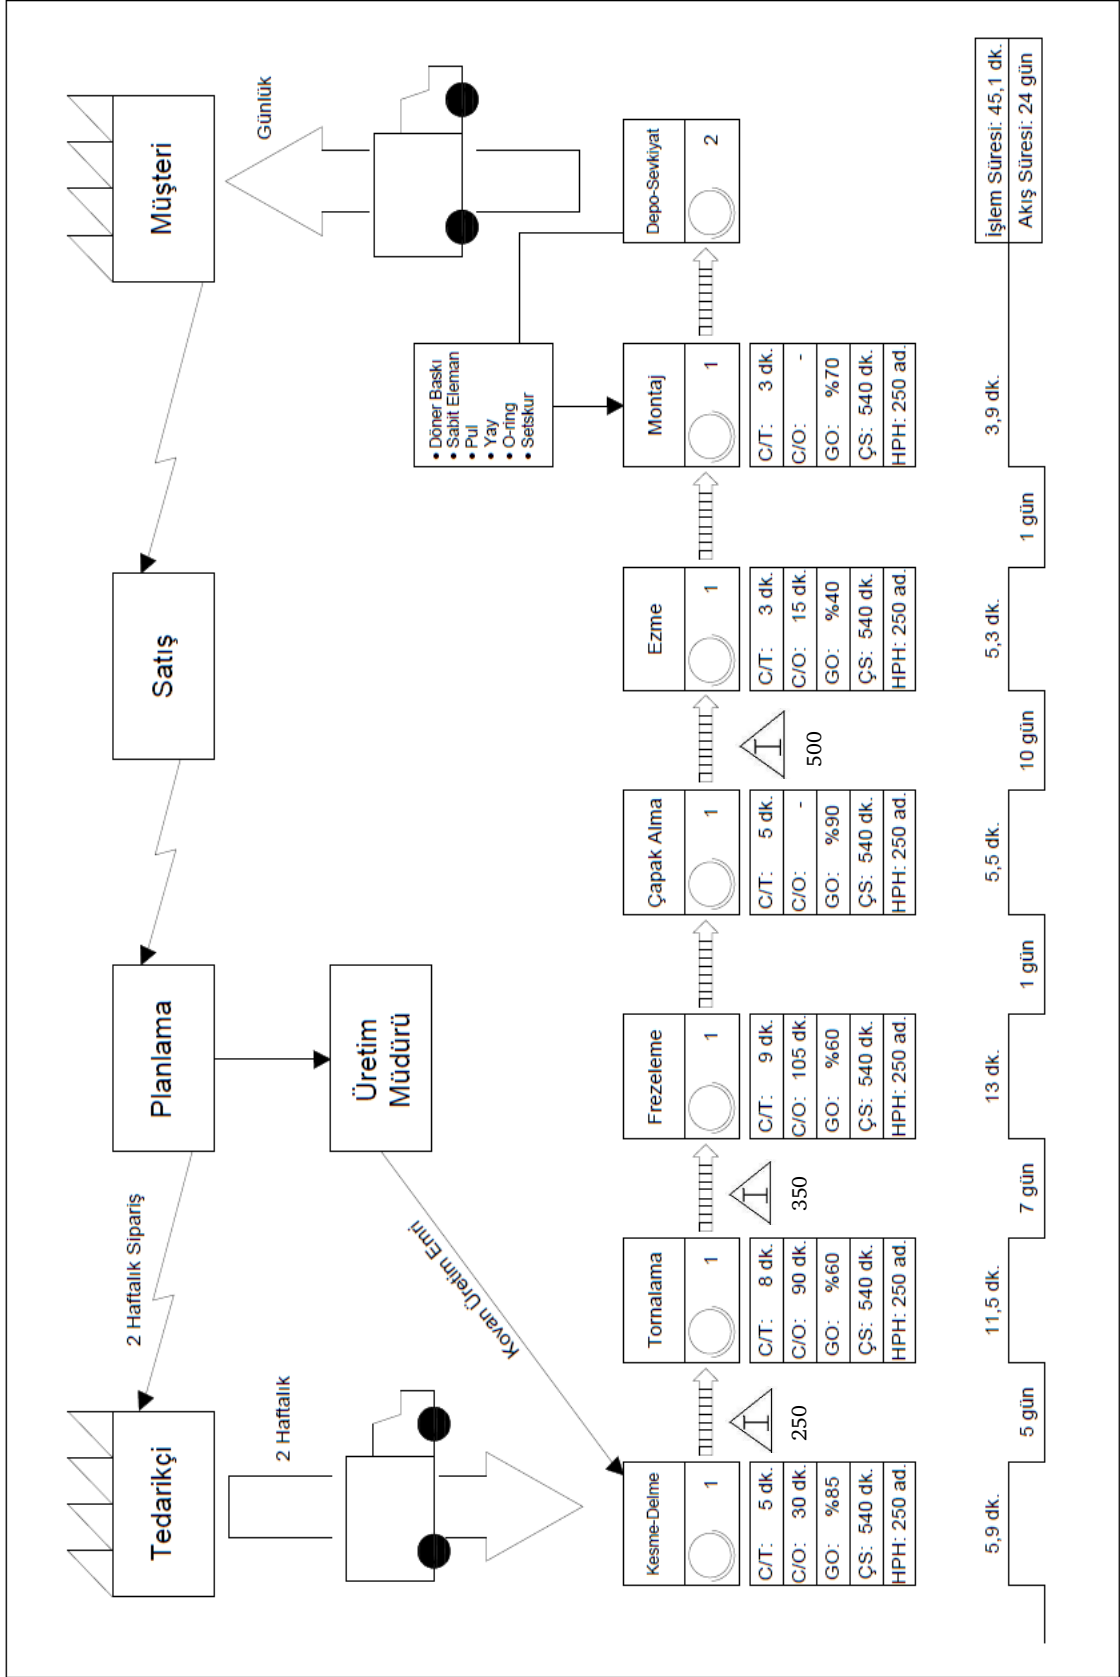 Tedarikçi
2 Haftalık Sipariş
Planlama
Satış
Müşteri
2 Haftalık
Üretim
Müdürü
Günlük
Kovan Üretim Emri
• Döner Baskı
• Sabit Eleman
• Pul
• Yay
• O-ring
• Setskur
Kesme-Delme
1
C/T: 5 dk.
C/O: 30 dk.
GO: %85
ÇS: 540 dk.
HPH: 250 ad.
I
250
Tornalama
1
C/T: 8 dk.
C/O: 90 dk.
GO: %60
ÇS: 540 dk.
HPH: 250 ad.
I
350
Frezeleme
1
C/T: 9 dk.
C/O: 105 dk.
GO: %60
ÇS: 540 dk.
HPH: 250 ad.
Çapak Alma
1
C/T: 5 dk.
C/O: -
GO: %90
ÇS: 540 dk.
HPH: 250 ad.
I
500
Ezme
1
C/T: 3 dk.
C/O: 15 dk.
GO: %40
ÇS: 540 dk.
HPH: 250 ad.
Montaj
1
C/T: 3 dk.
C/O: -
GO: %70
ÇS: 540 dk.
HPH: 250 ad.
Depo-Sevkiyat
2
5,9 dk.
5 gün
11,5 dk.
7 gün
13 dk.
1 gün
5,5 dk.
10 gün
5,3 dk.
1 gün
3,9 dk.
İşlem Süresi: 45,1 dk.
Akış Süresi: 24 gün